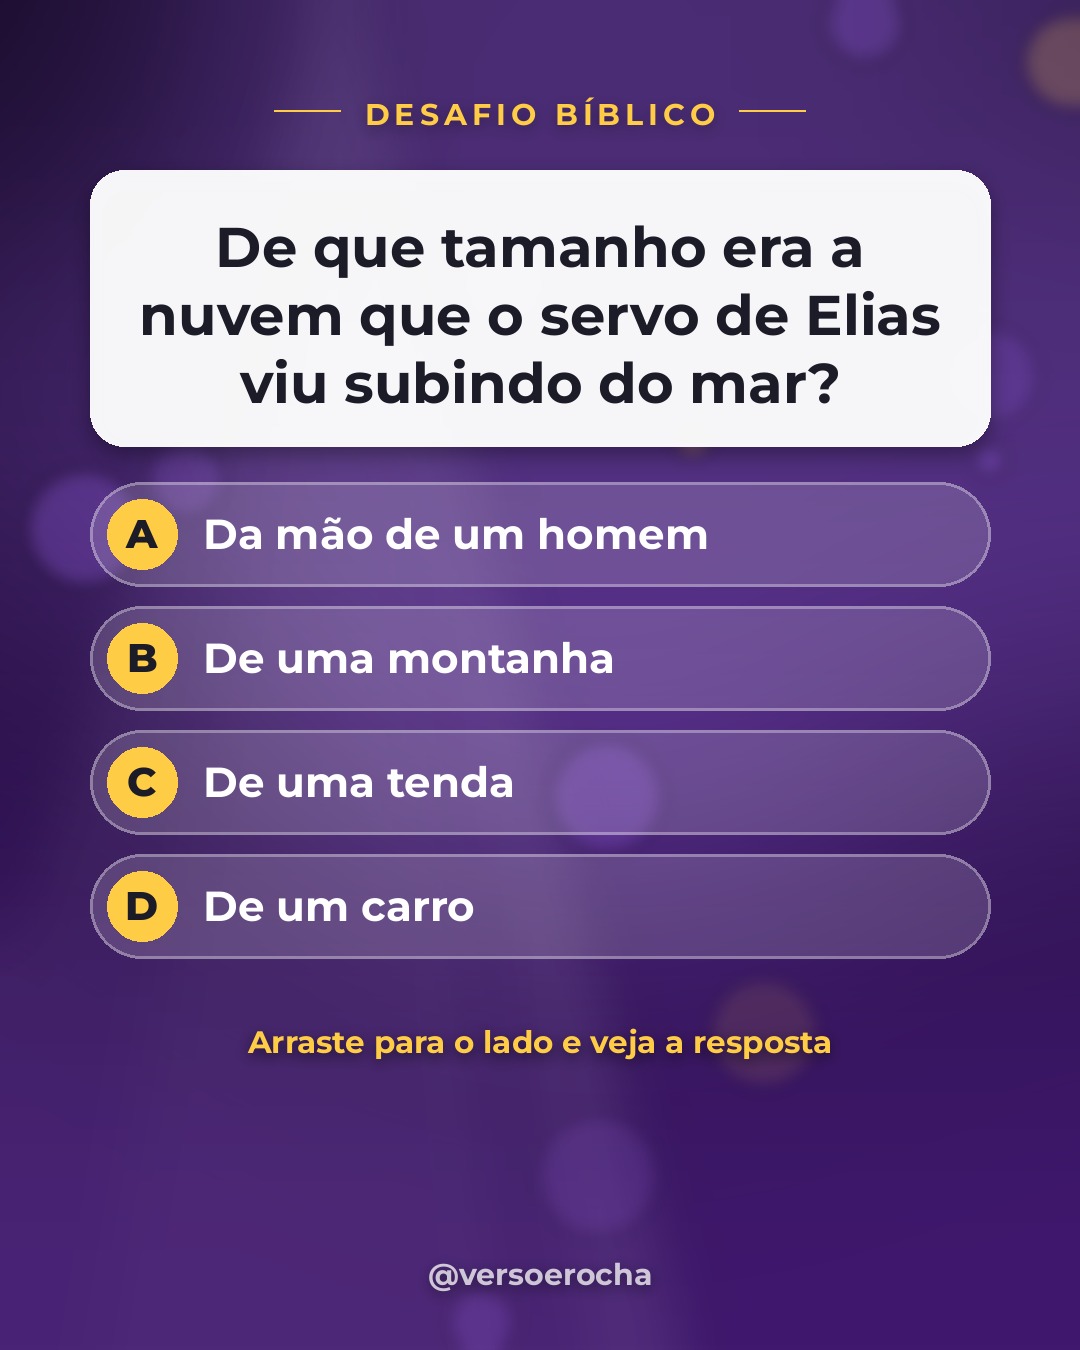 DESAFIO BÍBLICO
De que tamanho era a
nuvem que o servo de Elias
viu subindo do mar?
A Da mão de um homem
B De uma montanha
C De uma tenda
D De um carro
Arraste para o lado e veja a resposta
@versoerocha